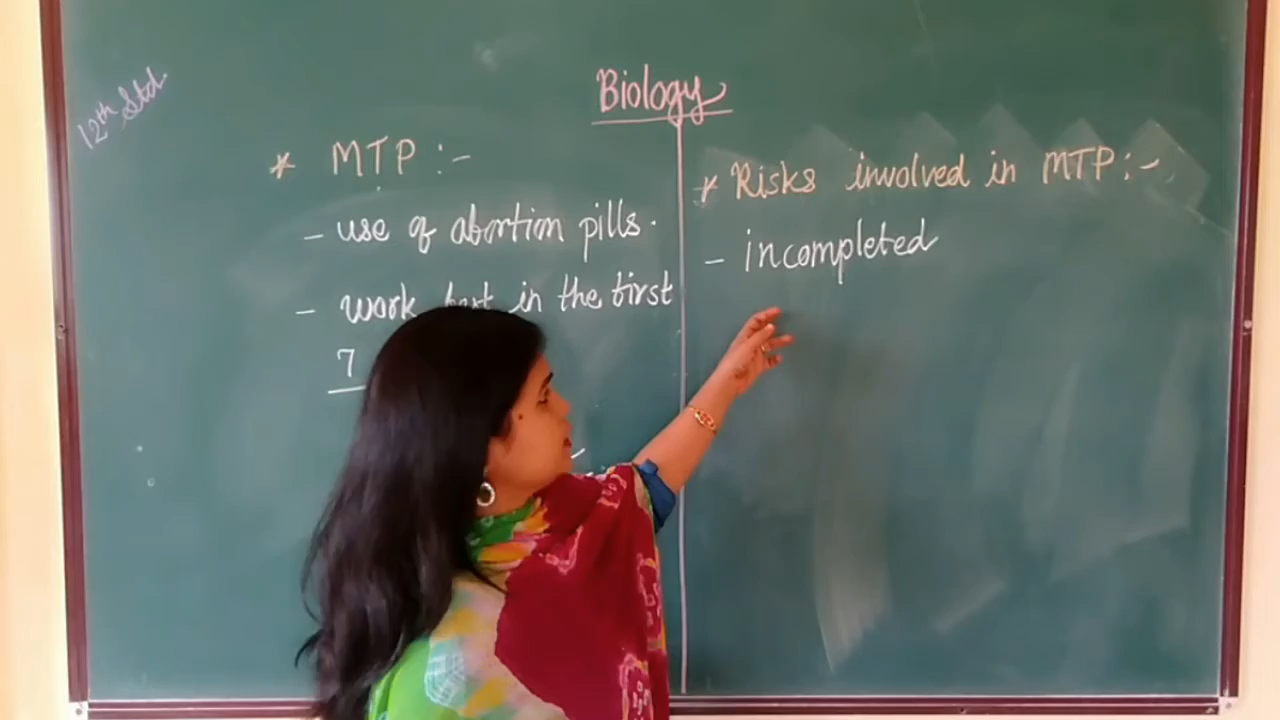 12th Std
Biology
* MTP :-
- use of abortion pills.
- work best in the first
7
* Risks involved in MTP :-
- incompleted